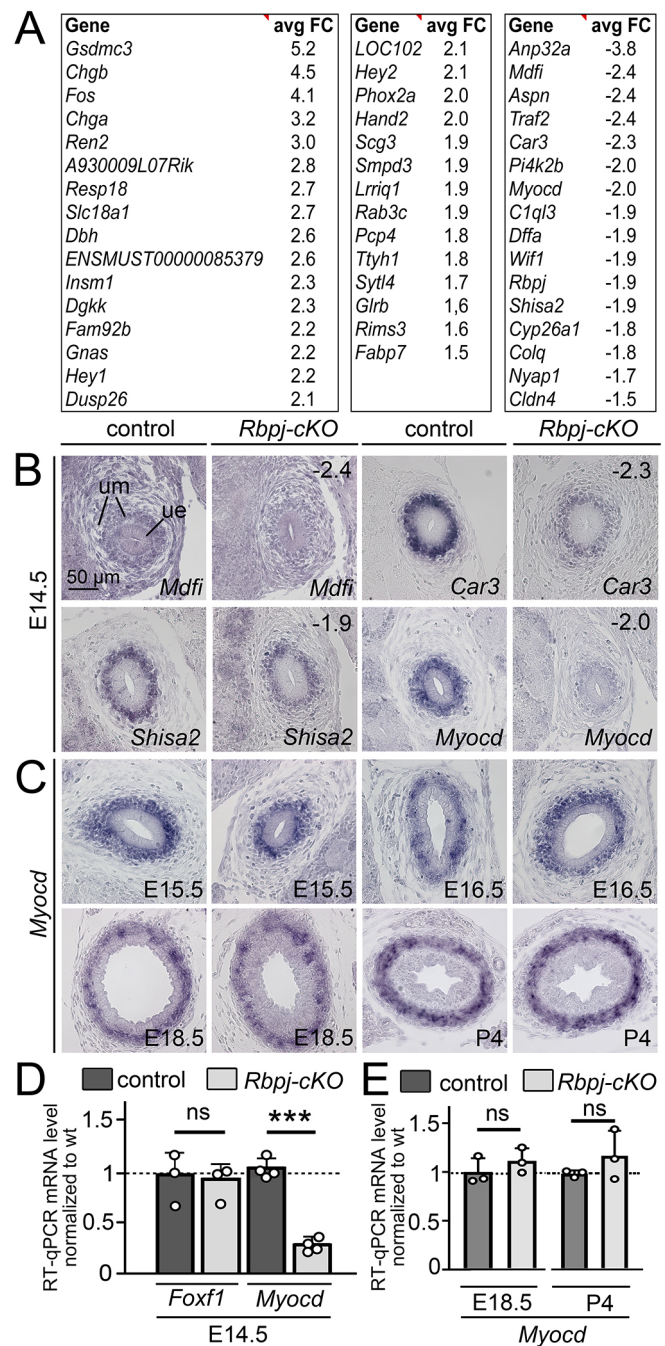 A
Gene avg FC
Gsdmc3 5.2
Chgb 4.5
Fos 4.1
Chga 3.2
Ren2 3.0
A930009L07Rik 2.8
Resp18 2.7
Slc18a1 2.7
Dbh 2.6
ENSMUST00000085379 2.6
Insm1 2.3
Dgkk 2.3
Fam92b 2.2
Gnas 2.2
Hey1 2.2
Dusp26 2.1
Gene avg FC
LOC102 2.1
Hey2 2.1
Phox2a 2.0
Hand2 2.0
Scg3 1.9
Smpd3 1.9
Lrriq1 1.9
Rab3c 1.9
Pcp4 1.8
Ttyh1 1.8
Sytl4 1.7
Glrb 1,6
Rims3 1.6
Fabp7 1.5
Gene avg FC
Anp32a -3.8
Mdfi -2.4
Aspn -2.4
Traf2 -2.4
Car3 -2.3
Pi4k2b -2.0
Myocd -2.0
C1ql3 -1.9
Dffa -1.9
Wif1 -1.9
Rbpj -1.9
Shisa2 -1.9
Cyp26a1 -1.8
Colq -1.8
Nyap1 -1.7
Cldn4 -1.5
control Rbpj-cKO control Rbpj-cKO
B
E14.5
um ue
50 µm
Mdfi
-2.4
Mdfi
Car3
-2.3
Car3
Shisa2
-1.9
Shisa2
Myocd
-2.0
Myocd
C
Myocd
E15.5 E15.5 E16.5 E16.5
E18.5 E18.5 P4 P4
D
control Rbpj-cKO
RT-qPCR mRNA level
normalized to wt
1.5
1
0.5
0
ns ***
Foxf1 Myocd
E14.5
E
control Rbpj-cKO
RT-qPCR mRNA level
normalized to wt
1.5
1
0.5
0
ns ns
E18.5 P4
Myocd